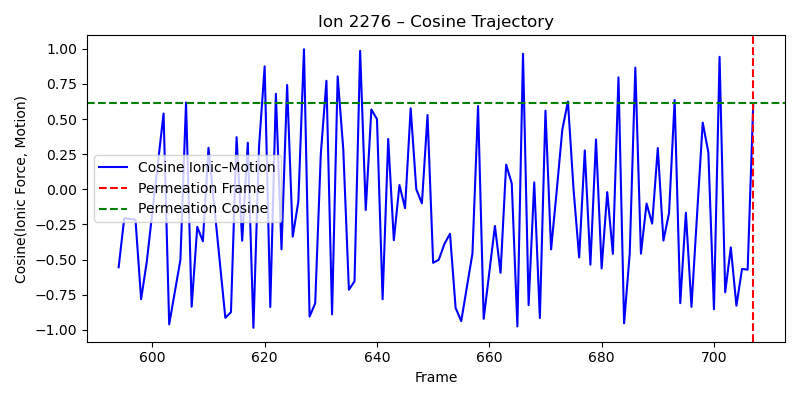 Ion 2276 – Cosine Trajectory
Cosine(Ionic Force, Motion)
1.00
0.75
0.50
0.25
0.00
−0.25
−0.50
−0.75
−1.00
Cosine Ionic–Motion
Permeation Frame
Permeation Cosine
600
620
640
660
680
700
Frame